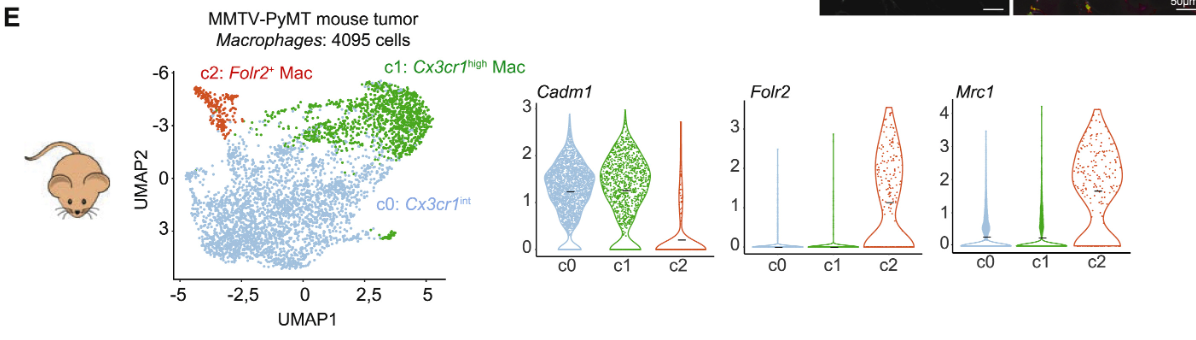 E
50μm
MMTV-PyMT mouse tumor
Macrophages: 4095 cells
c2: Folr2+ Mac
c1: Cx3cr1high Mac
c0: Cx3cr1int
-6
-3
0
3
UMAP2
-5
-2,5
0
2,5
5
UMAP1
Cadm1
3
2
1
0
c0
c1
c2
Folr2
3
2
1
0
c0
c1
c2
Mrc1
4
3
2
1
0
c0
c1
c2